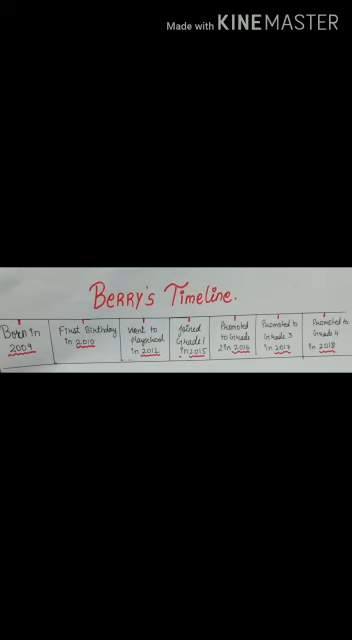 Made with KINEMASTER
BERRY'S TIMELINE.
Born in
2009
First Birthday
in 2010
Went to
Playschool
in 2012
Joined
Grade 1
in 2015
Promoted
to Grade
2 in 2016
Promoted to
Grade 3
in 2017
Promoted to
Grade 4
in 2018